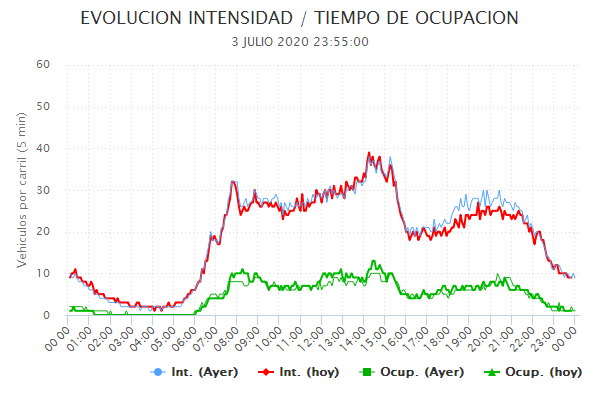 EVOLUCION INTENSIDAD / TIEMPO DE OCUPACION
3 JULIO 2020 23:55:00
Vehiculos por carril (5 min)
60
50
40
30
20
10
0
00:00 01:00 02:00 03:00 04:00 05:00 06:00 07:00 08:00 09:00 10:00 11:00 12:00 13:00 14:00 15:00 16:00 17:00 18:00 19:00 20:00 21:00 22:00 23:00 00:00
Int. (Ayer) Int. (hoy) Ocup. (Ayer) Ocup. (hoy)